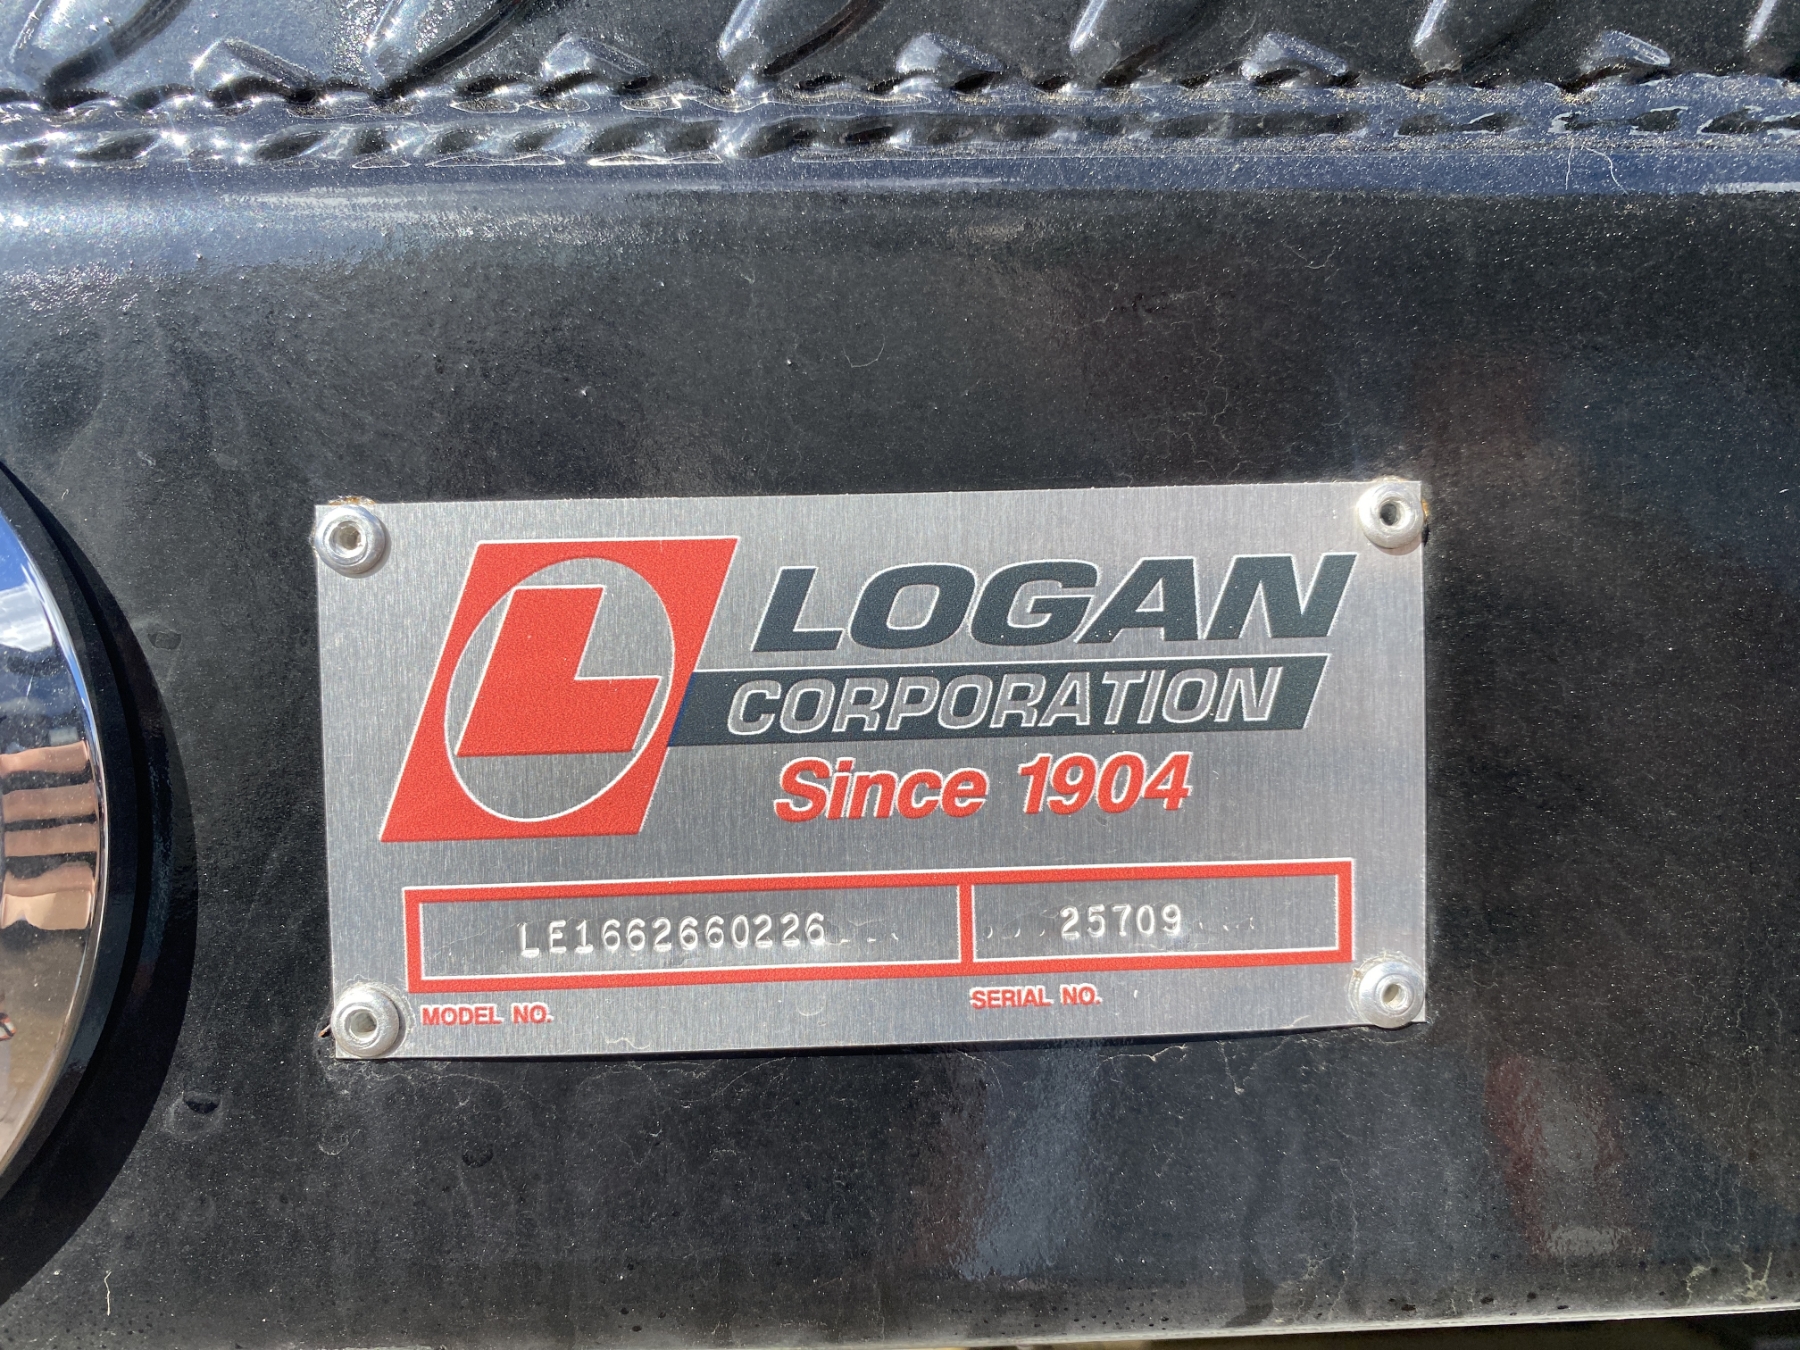 L LOGAN
CORPORATION
Since 1904
LE1662660226 25709
MODEL NO. SERIAL NO.